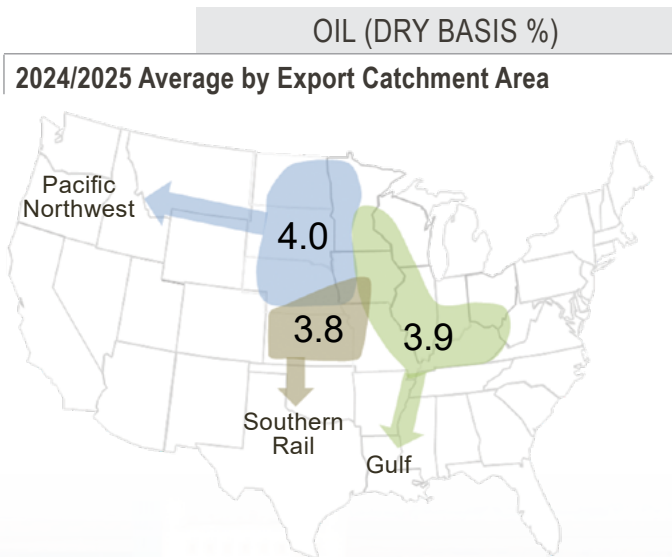 OIL (DRY BASIS %)
2024/2025 Average by Export Catchment Area
Pacific
Northwest
4.0
3.8
3.9
Southern
Rail
Gulf